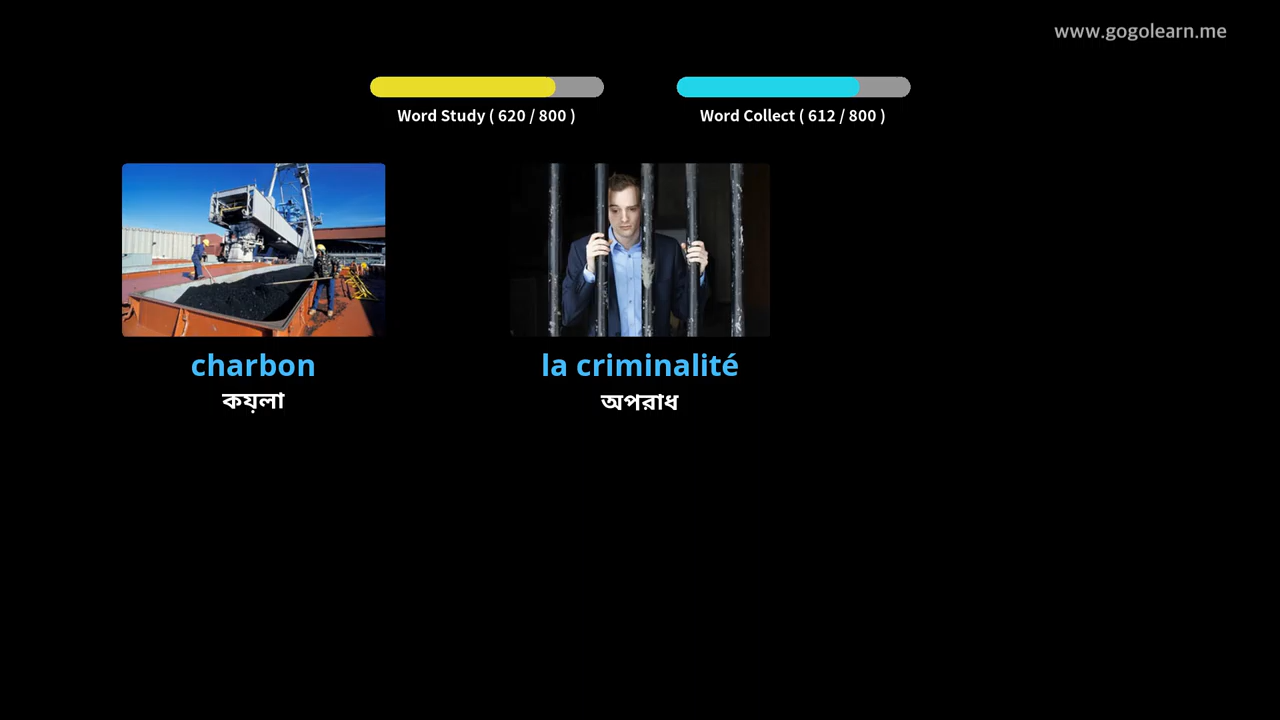 www.gogolearn.me
Word Study ( 620 / 800 )
Word Collect ( 612 / 800 )
charbon
কয়লা
la criminalité
অপরাধ